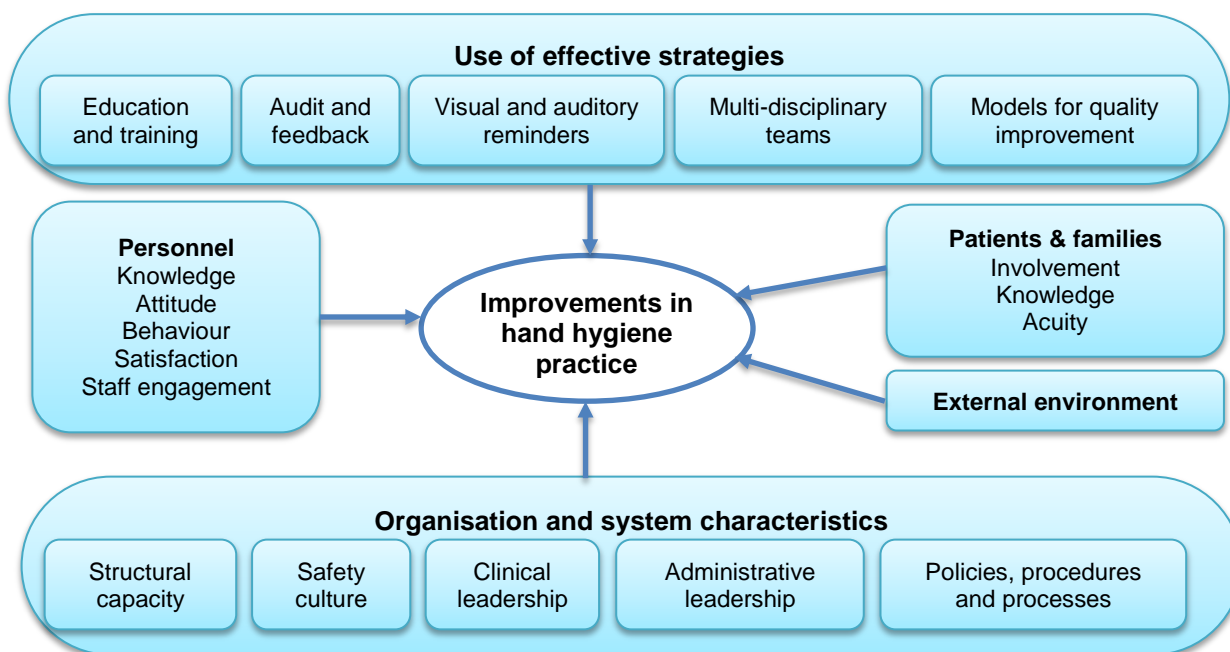 Use of effective strategies
Education
and training
Audit and
feedback
Visual and auditory
reminders
Multi-disciplinary
teams
Models for quality
improvement
Personnel
Knowledge
Attitude
Behaviour
Satisfaction
Staff engagement
Improvements in
hand hygiene
practice
Patients & families
Involvement
Knowledge
Acuity
External environment
Organisation and system characteristics
Structural
capacity
Safety
culture
Clinical
leadership
Administrative
leadership
Policies, procedures
and processes